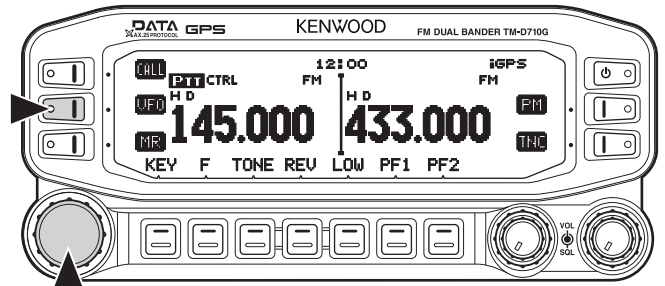 DATA GPS KENWOOD FM DUAL BANDER TM-D710G
AX.25 PROTOCOL
CALL 12:00 iGPS
PTT CTRL FM FM
VFO H D H D PM
145.000 433.000
MR TNC
KEY F TONE REV LOW PF1 PF2
VOL
SQL